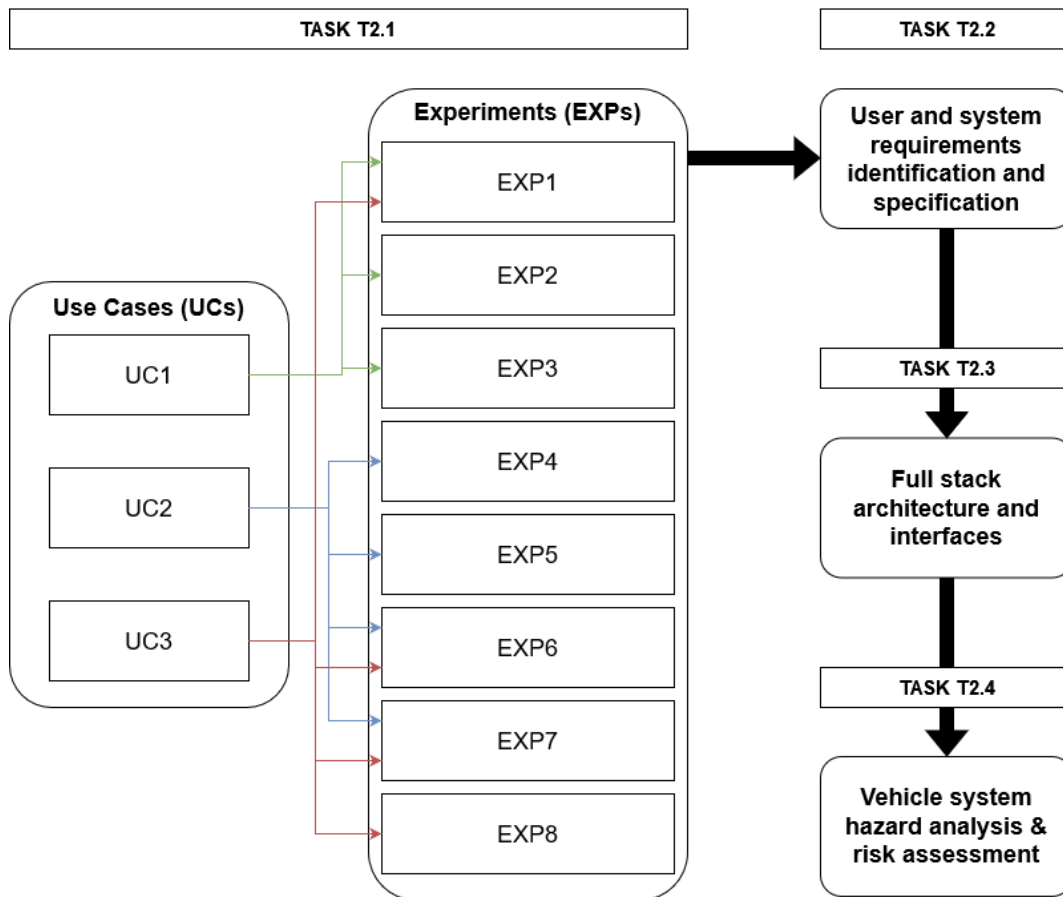 TASK T2.1
TASK T2.2
Experiments (EXPs)
EXP1
EXP2
EXP3
EXP4
EXP5
EXP6
EXP7
EXP8
Use Cases (UCs)
UC1
UC2
UC3
User and system
requirements
identification and
specification
TASK T2.3
Full stack
architecture and
interfaces
TASK T2.4
Vehicle system
hazard analysis &
risk assessment